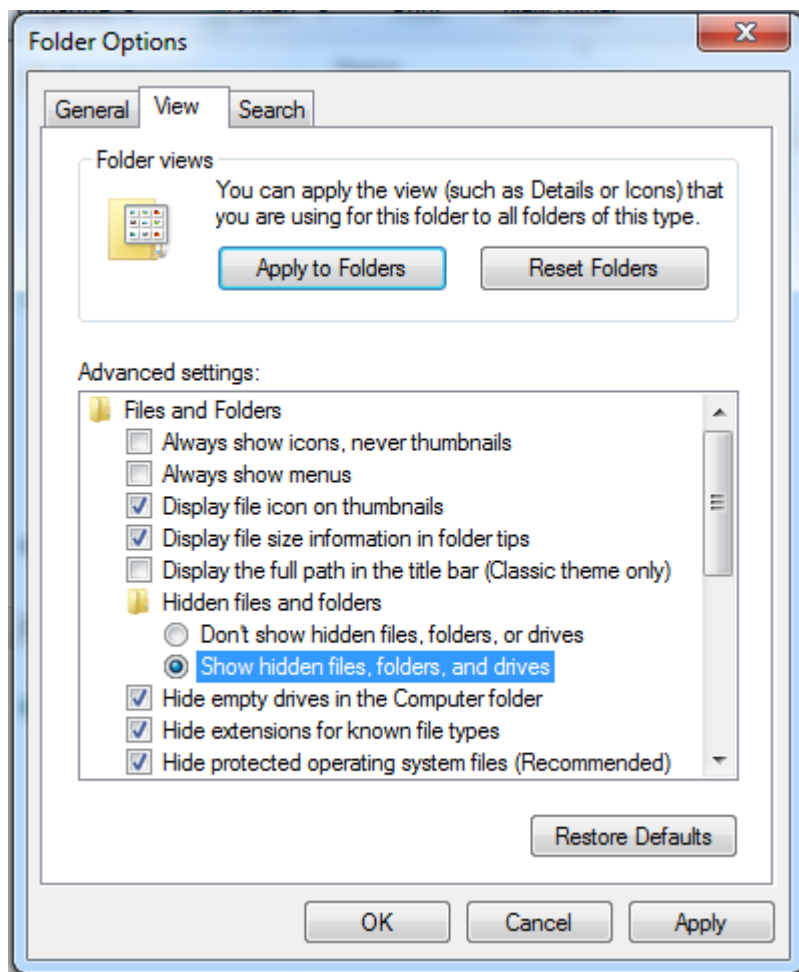 Folder Options
General View Search
Folder views
You can apply the view (such as Details or Icons) that
you are using for this folder to all folders of this type.
Apply to Folders Reset Folders
Advanced settings:
Files and Folders
Always show icons, never thumbnails
Always show menus
Display file icon on thumbnails
Display file size information in folder tips
Display the full path in the title bar (Classic theme only)
Hidden files and folders
Don't show hidden files, folders, or drives
Show hidden files, folders, and drives
Hide empty drives in the Computer folder
Hide extensions for known file types
Hide protected operating system files (Recommended)
Restore Defaults
OK Cancel Apply